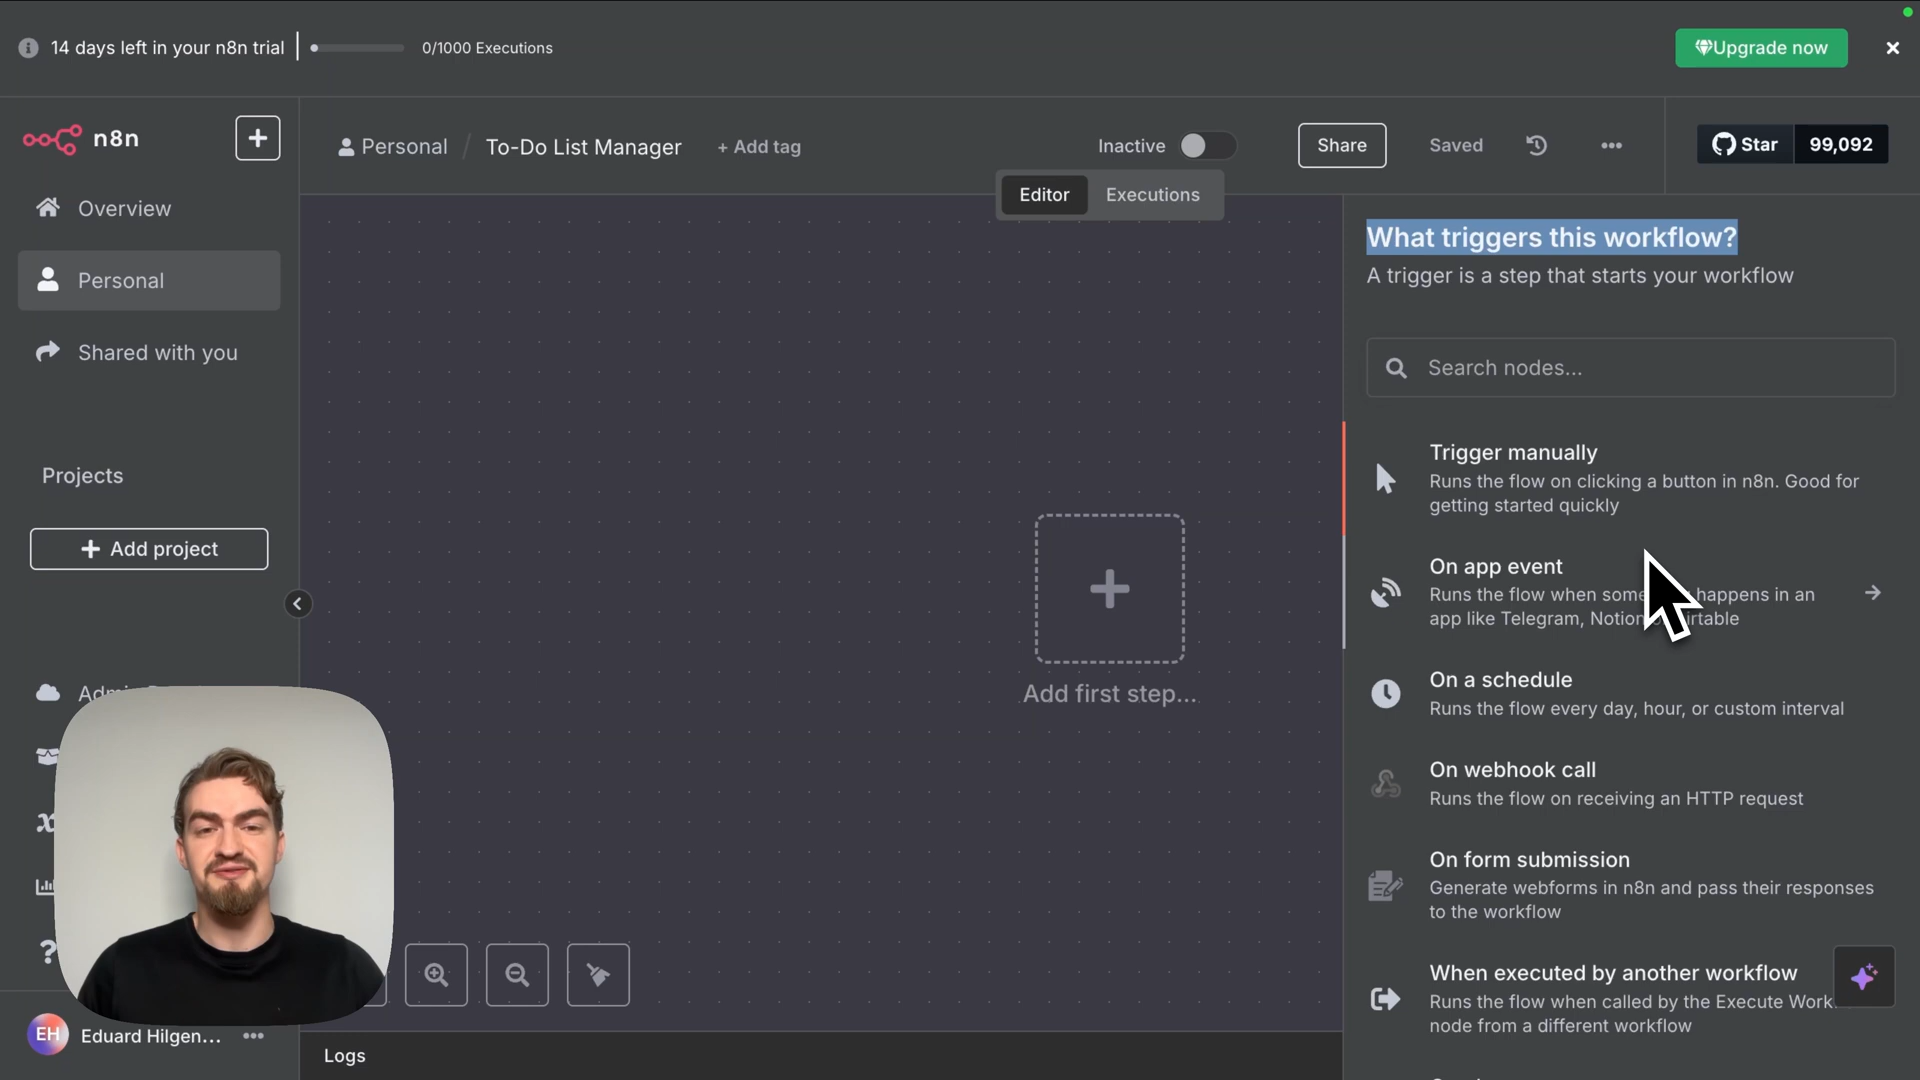 14 days left in your n8n trial
0/1000 Executions
Upgrade now
n8n
Personal / To-Do List Manager
+ Add tag
Inactive
Share
Saved
Star
99,092
Editor
Executions
Overview
Personal
Shared with you
Projects
Add project
Add first step...
Logs
EH
Eduard Hilgen...
What triggers this workflow?
A trigger is a step that starts your workflow
Search nodes...
Trigger manually
Runs the flow on clicking a button in n8n. Good for
getting started quickly
On app event
Runs the flow when happens in an
app like Telegram, Notion
On a schedule
Runs the flow every day, hour, or custom interval
On webhook call
Runs the flow on receiving an HTTP request
On form submission
Generate webforms in n8n and pass their responses
to the workflow
When executed by another workflow
Runs the flow when called by the Execute
node from a different workflow